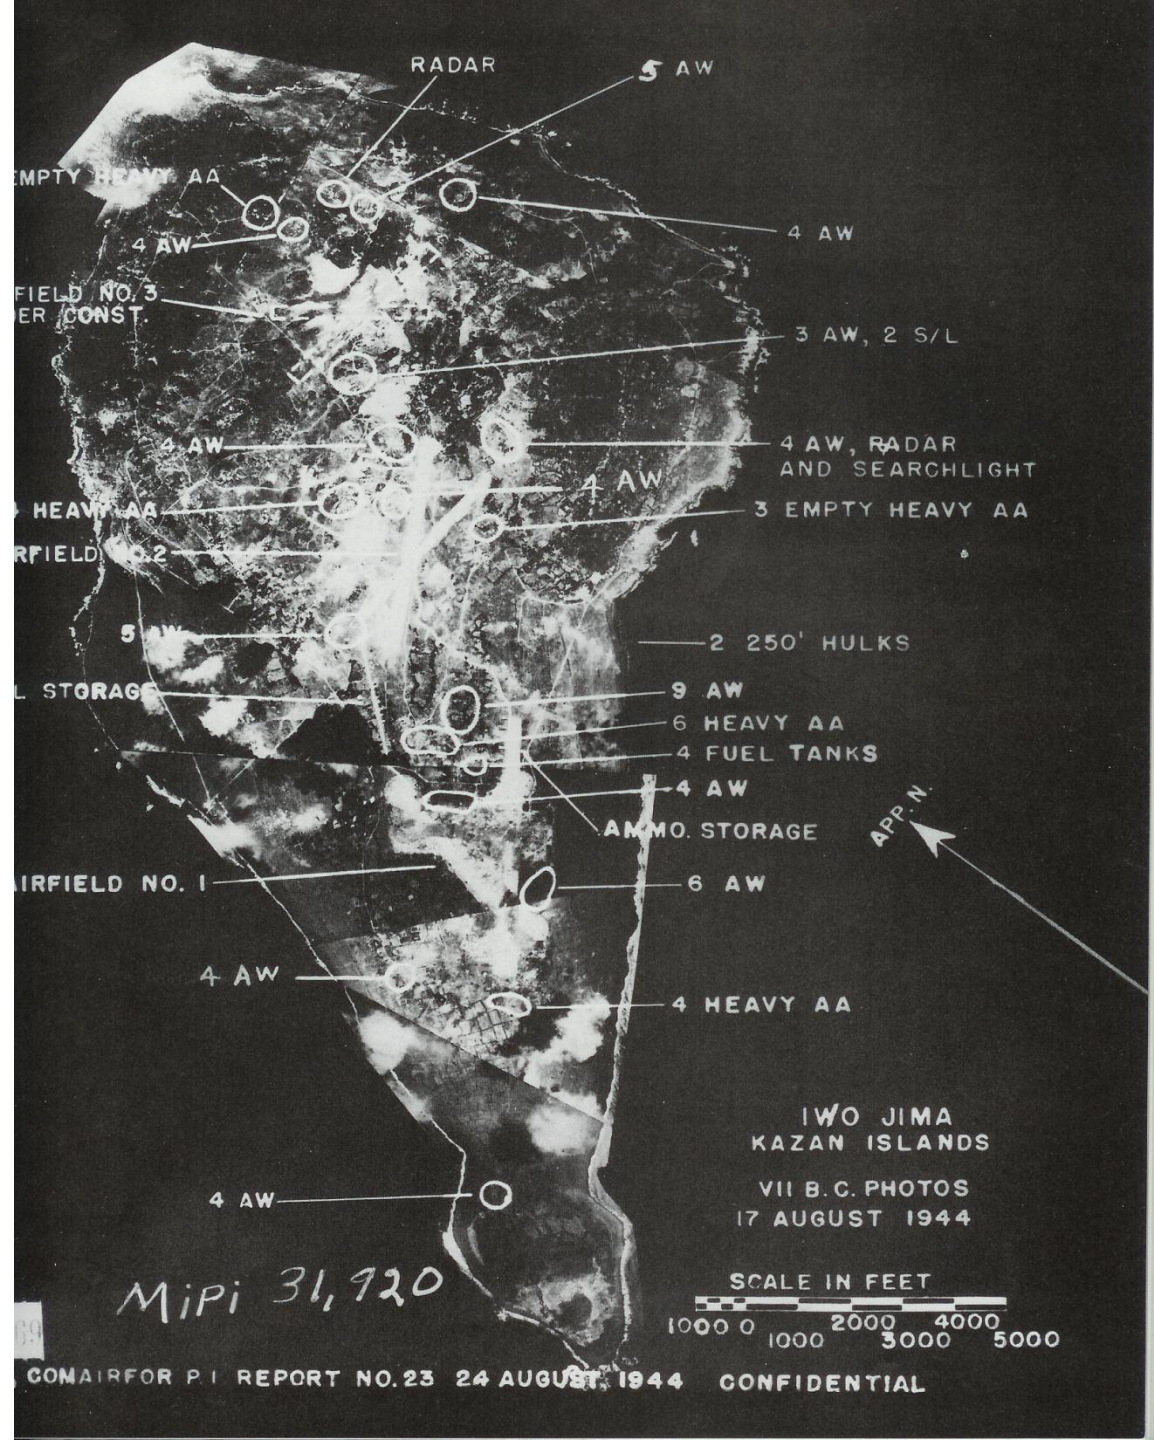 RADAR
5 AW
EMPTY HEAVY AA
4 AW
4 AW
FIELD NO. 3
ER CONST.
3 AW, 2 S/L
4 AW
4 AW, RADAR
AND SEARCHLIGHT
4 AW
HEAVY AA
3 EMPTY HEAVY AA
RFIELD NO. 2
5 AW
2 250' HULKS
L STORAGE
9 AW
6 HEAVY AA
4 FUEL TANKS
4 AW
APP. N.
AMMO. STORAGE
AIRFIELD NO. 1
6 AW
4 AW
4 HEAVY AA
IWO JIMA
KAZAN ISLANDS
VII B.C. PHOTOS
17 AUGUST 1944
4 AW
MiPi 31,920
SCALE IN FEET
1000 0 1000 2000 3000 4000 5000
69
COMAIRFOR P.I REPORT NO. 23 24 AUGUST 1944 CONFIDENTIAL